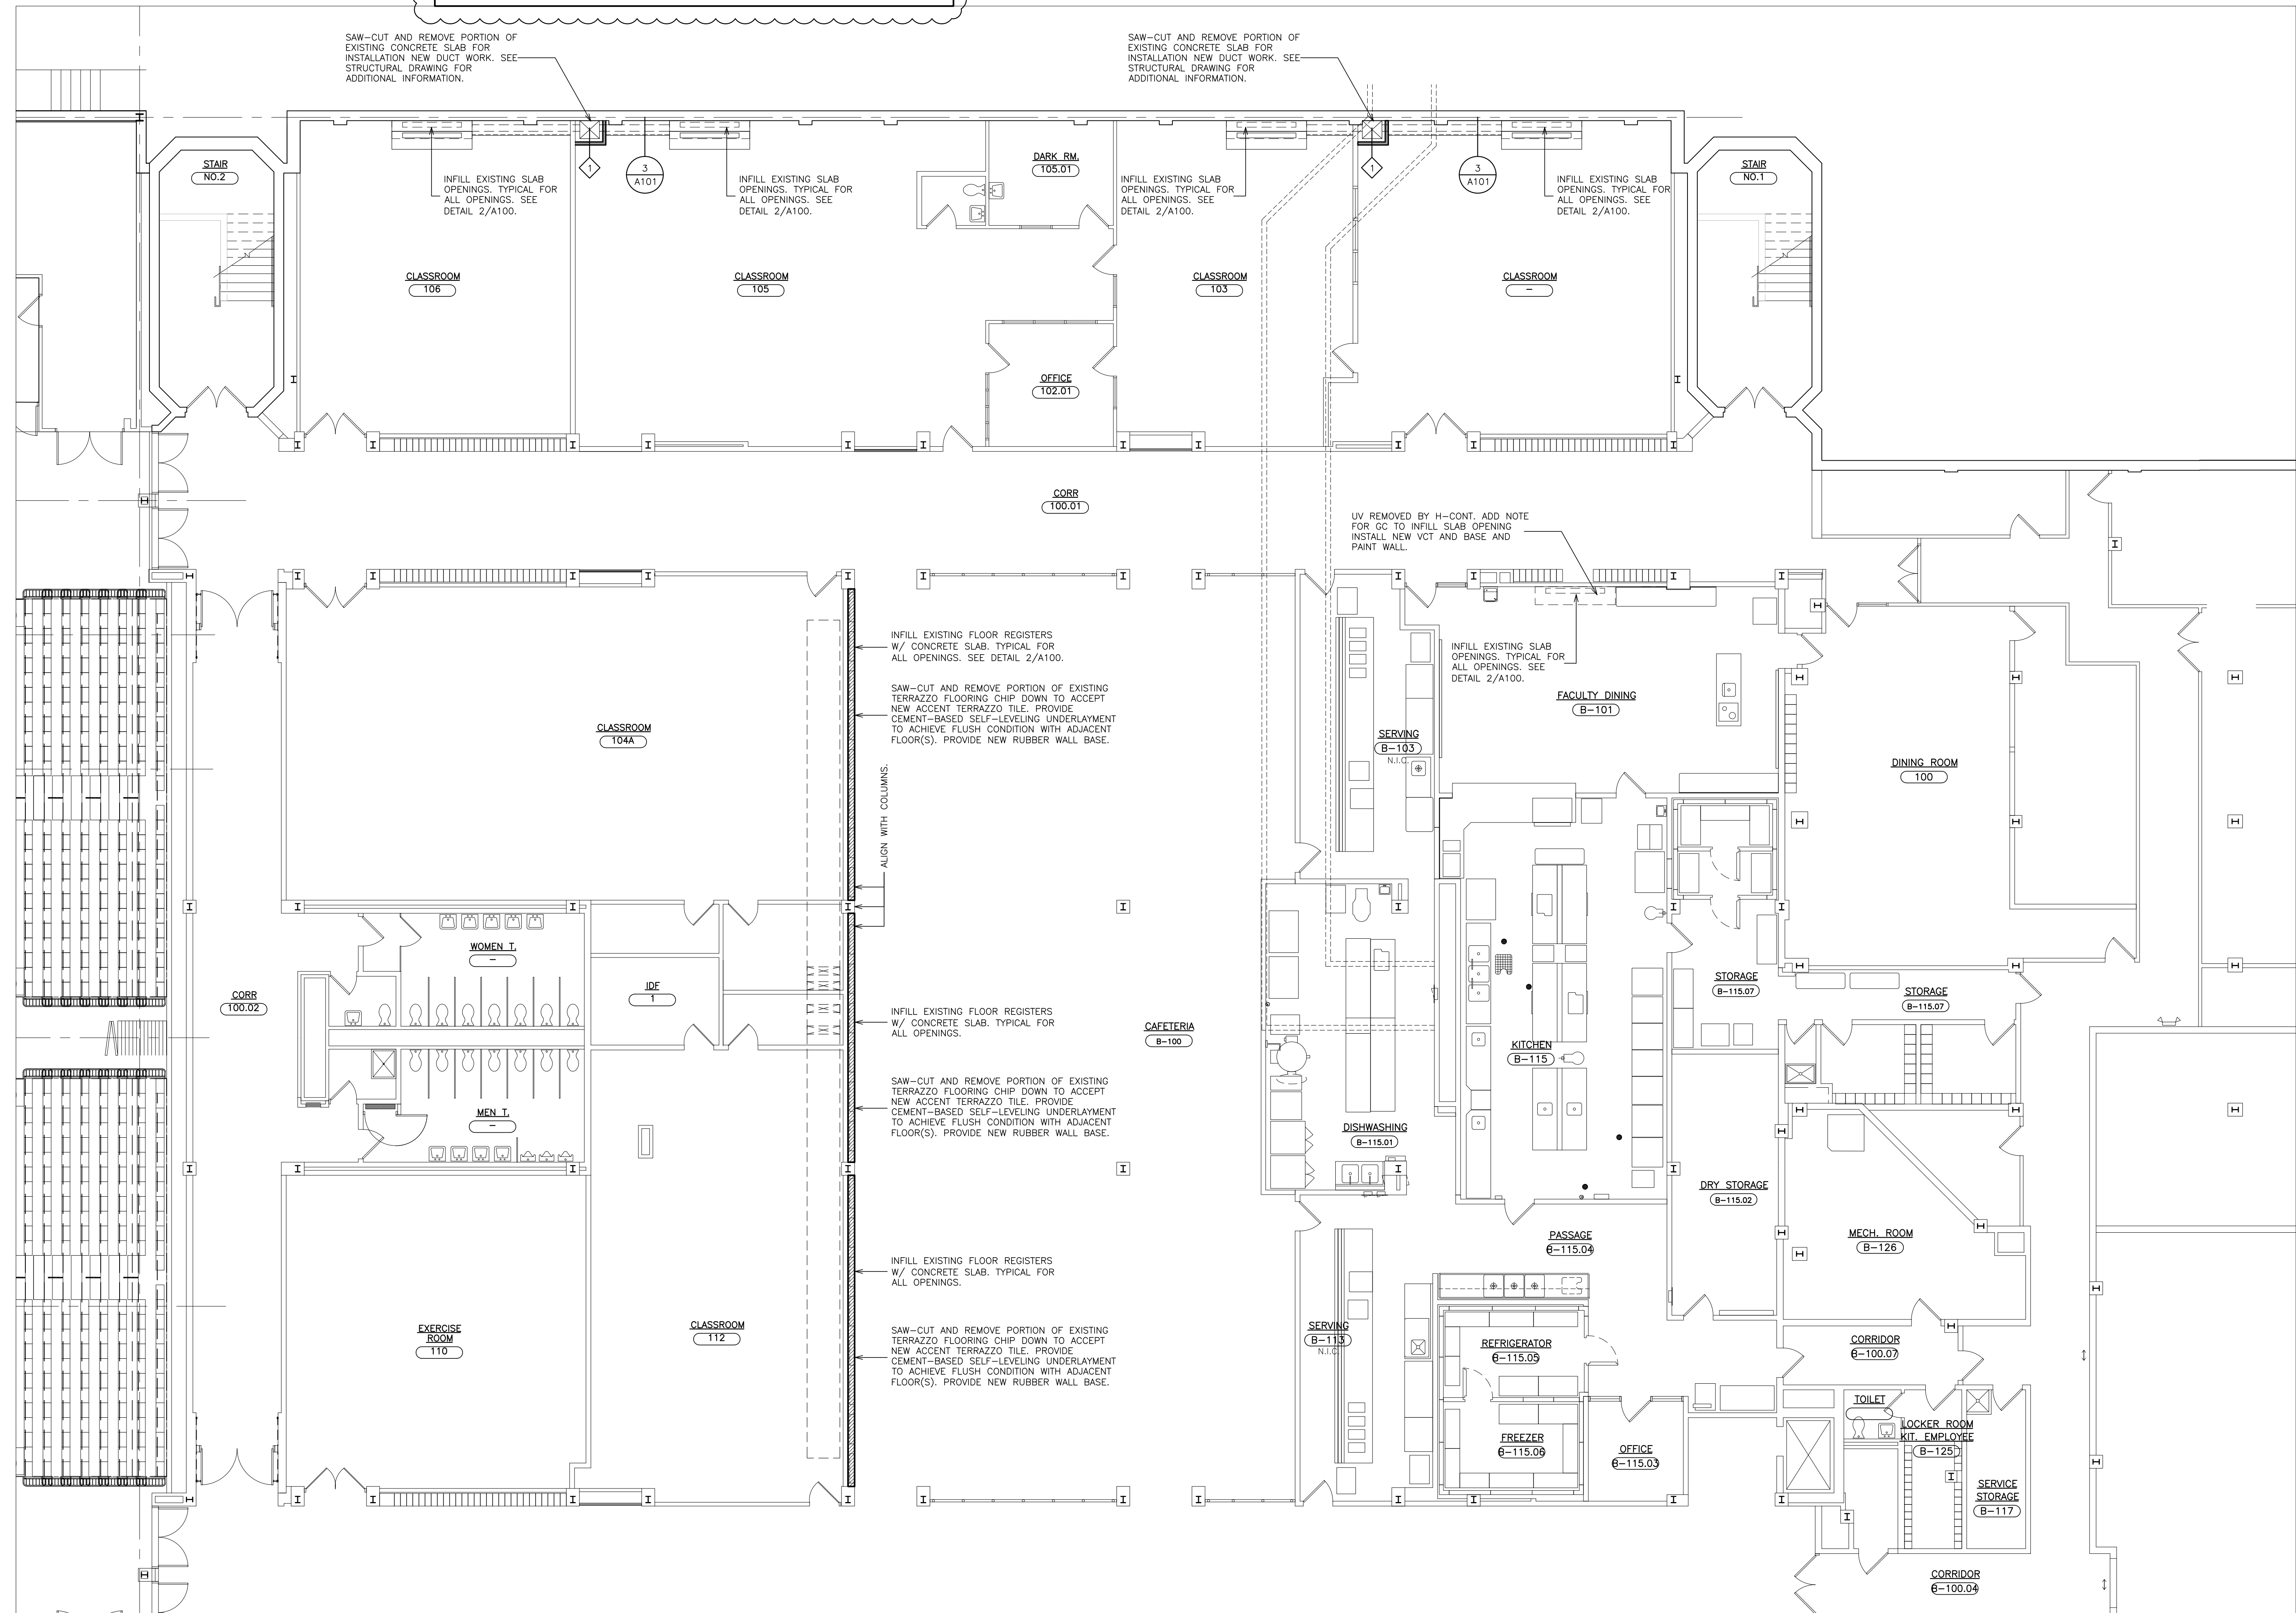 SAW-CUT AND REMOVE PORTION OF
EXISTING CONCRETE SLAB FOR
INSTALLATION NEW DUCT WORK. SEE
STRUCTURAL DRAWING FOR
ADDITIONAL INFORMATION.
SAW-CUT AND REMOVE PORTION OF
EXISTING CONCRETE SLAB FOR
INSTALLATION NEW DUCT WORK. SEE
STRUCTURAL DRAWING FOR
ADDITIONAL INFORMATION.
STAIR
NO.2
INFILL EXISTING SLAB
OPENINGS. TYPICAL FOR
ALL OPENINGS. SEE
DETAIL 2/A100.
1
3
A101
INFILL EXISTING SLAB
OPENINGS. TYPICAL FOR
ALL OPENINGS. SEE
DETAIL 2/A100.
DARK RM.
105.01
INFILL EXISTING SLAB
OPENINGS. TYPICAL FOR
ALL OPENINGS. SEE
DETAIL 2/A100.
1
3
A101
INFILL EXISTING SLAB
OPENINGS. TYPICAL FOR
ALL OPENINGS. SEE
DETAIL 2/A100.
STAIR
NO.1
CLASSROOM
106
CLASSROOM
105
CLASSROOM
103
CLASSROOM
-
OFFICE
102.01
CORR
100.01
UV REMOVED BY H-CONT. ADD NOTE
FOR GC TO INFILL SLAB OPENING
INSTALL NEW VCT AND BASE AND
PAINT WALL.
INFILL EXISTING FLOOR REGISTERS
W/ CONCRETE SLAB. TYPICAL FOR
ALL OPENINGS. SEE DETAIL 2/A100.
INFILL EXISTING SLAB
OPENINGS. TYPICAL FOR
ALL OPENINGS. SEE
DETAIL 2/A100.
SAW-CUT AND REMOVE PORTION OF EXISTING
TERRAZZO FLOORING CHIP DOWN TO ACCEPT
NEW ACCENT TERRAZZO TILE. PROVIDE
CEMENT-BASED SELF-LEVELING UNDERLAYMENT
TO ACHIEVE FLUSH CONDITION WITH ADJACENT
FLOOR(S). PROVIDE NEW RUBBER WALL BASE.
FACULTY DINING
B-101
CLASSROOM
104A
SERVING
B-103
N.I.C.
DINING ROOM
100
ALIGN WITH COLUMNS.
WOMEN T.
-
IDF
1
CORR
100.02
STORAGE
B-115.07
STORAGE
B-115.07
INFILL EXISTING FLOOR REGISTERS
W/ CONCRETE SLAB. TYPICAL FOR
ALL OPENINGS.
CAFETERIA
B-100
KITCHEN
B-115
SAW-CUT AND REMOVE PORTION OF EXISTING
TERRAZZO FLOORING CHIP DOWN TO ACCEPT
NEW ACCENT TERRAZZO TILE. PROVIDE
CEMENT-BASED SELF-LEVELING UNDERLAYMENT
TO ACHIEVE FLUSH CONDITION WITH ADJACENT
FLOOR(S). PROVIDE NEW RUBBER WALL BASE.
MEN T.
-
DISHWASHING
B-115.01
DRY STORAGE
B-115.02
PASSAGE
B-115.04
MECH. ROOM
B-126
INFILL EXISTING FLOOR REGISTERS
W/ CONCRETE SLAB. TYPICAL FOR
ALL OPENINGS.
EXERCISE
ROOM
110
CLASSROOM
112
SAW-CUT AND REMOVE PORTION OF EXISTING
TERRAZZO FLOORING CHIP DOWN TO ACCEPT
NEW ACCENT TERRAZZO TILE. PROVIDE
CEMENT-BASED SELF-LEVELING UNDERLAYMENT
TO ACHIEVE FLUSH CONDITION WITH ADJACENT
FLOOR(S). PROVIDE NEW RUBBER WALL BASE.
SERVING
B-113
N.I.C.
REFRIGERATOR
B-115.05
CORRIDOR
B-100.07
TOILET
LOCKER ROOM
KIT. EMPLOYEE
B-125
FREEZER
B-115.06
OFFICE
B-115.03
SERVICE
STORAGE
B-117
CORRIDOR
B-100.04